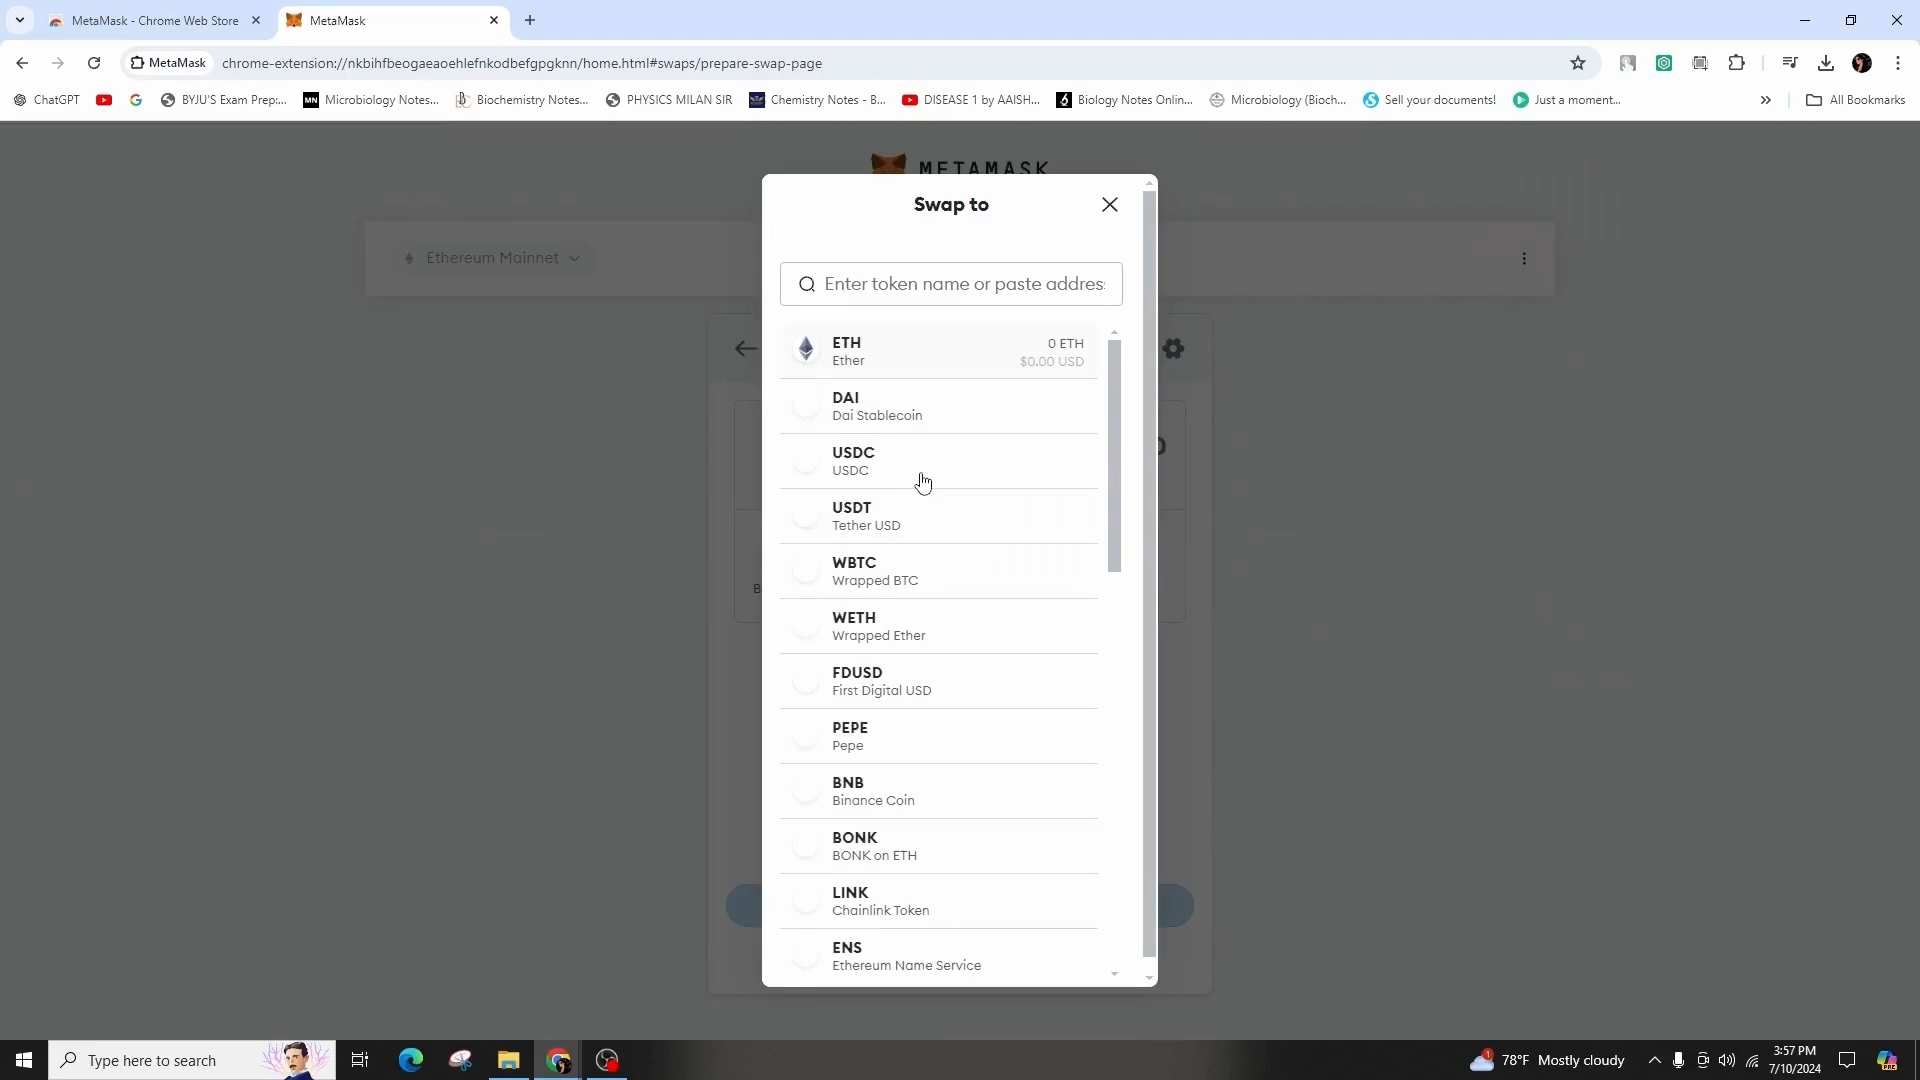 MetaMask - Chrome Web Store
MetaMask
MetaMask
chrome-extension://nkbihfbeogaeaoehlefnkodbefgpgknn/home.html#swaps/prepare-swap-page
ChatGPT
BYJU'S Exam Prep:...
MN
Microbiology Notes...
Biochemistry Notes...
PHYSICS MILAN SIR
Chemistry Notes - B...
DISEASE 1 by AAISH...
Biology Notes Onlin...
Microbiology (Bioch...
Sell your documents!
Just a moment...
All Bookmarks
METAMASK
Ethereum Mainnet
Swap to
Enter token name or paste address
ETH
0 ETH
Ether
$0.00 USD
DAI
Dai Stablecoin
USDC
USDC
USDT
Tether USD
WBTC
Wrapped BTC
WETH
Wrapped Ether
FDUSD
First Digital USD
PEPE
Pepe
BNB
Binance Coin
BONK
BONK on ETH
LINK
Chainlink Token
ENS
Ethereum Name Service
B
Type here to search
1
78°F Mostly cloudy
3:57 PM
7/10/2024
PRE